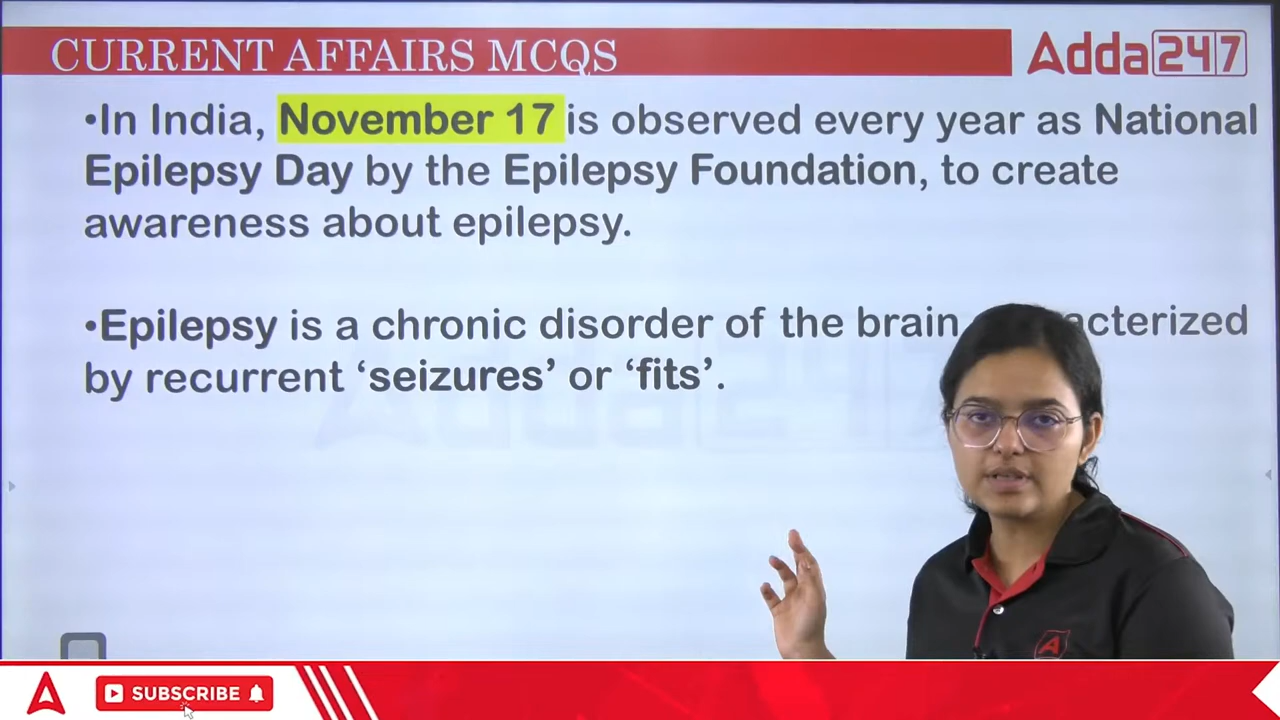 CURRENT AFFAIRS MCQS
Adda247
•In India, November 17 is observed every year as National
Epilepsy Day by the Epilepsy Foundation, to create
awareness about epilepsy.
•Epilepsy is a chronic disorder of the brain
by recurrent ‘seizures’ or ‘fits’.
SUBSCRIBE